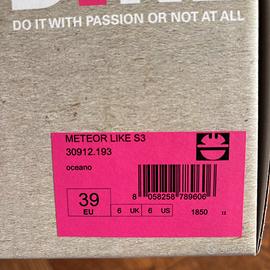 DO IT WITH PASSION OR NOT AT ALL
METEOR LIKE S3
30912.193
oceano
8 058258 789606
39
EU
6 UK 6 US
1850